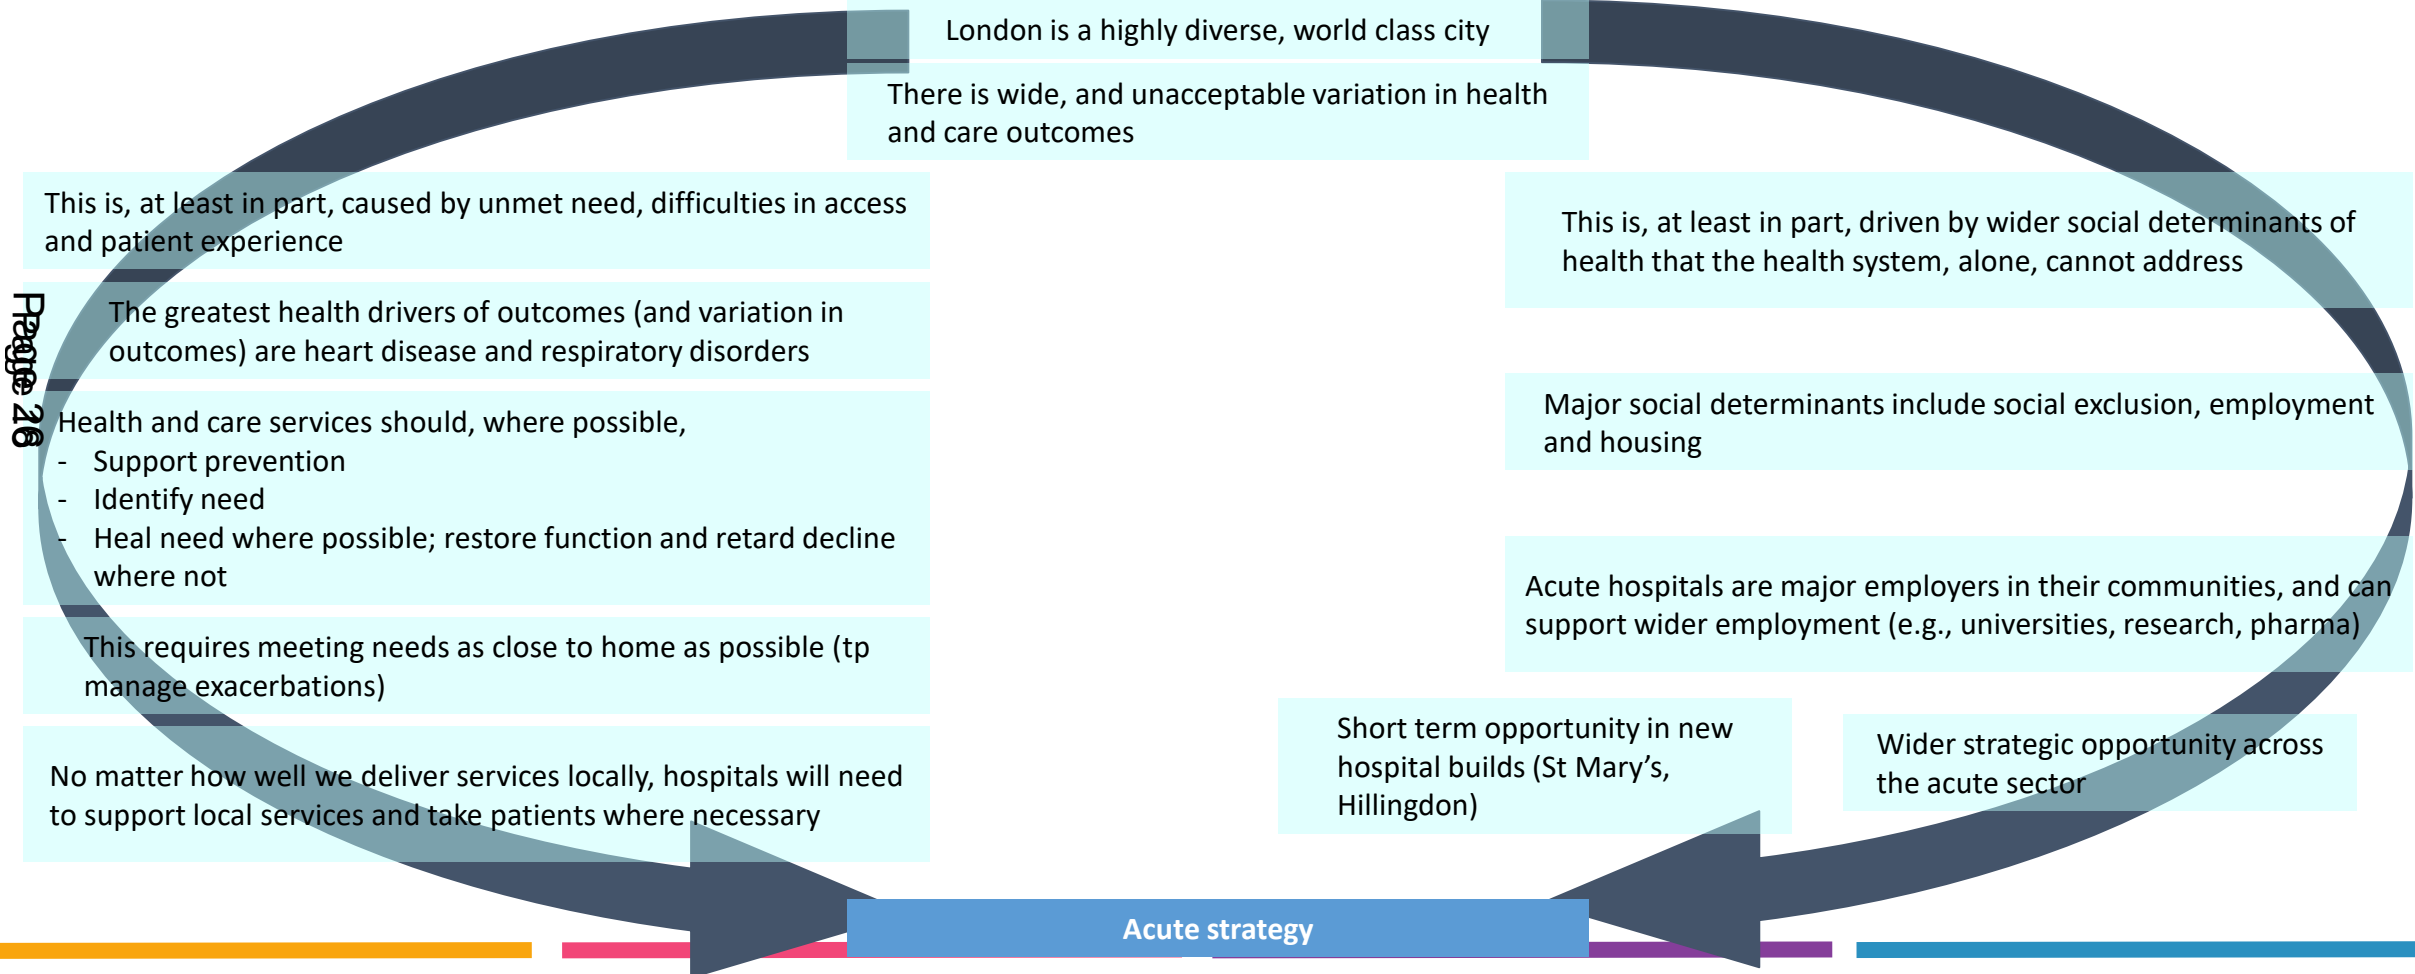 London is a highly diverse, world class city
There is wide, and unacceptable variation in health
and care outcomes
This is, at least in part, caused by unmet need, difficulties in access
and patient experience
The greatest health drivers of outcomes (and variation in
outcomes) are heart disease and respiratory disorders
Health and care services should, where possible,
- Support prevention
- Identify need
- Heal need where possible; restore function and retard decline
where not
This requires meeting needs as close to home as possible (tp
manage exacerbations)
No matter how well we deliver services locally, hospitals will need
to support local services and take patients where necessary
This is, at least in part, driven by wider social determinants of
health that the health system, alone, cannot address
Major social determinants include social exclusion, employment
and housing
Acute hospitals are major employers in their communities, and can
support wider employment (e.g., universities, research, pharma)
Short term opportunity in new
hospital builds (St Mary's,
Hillingdon)
Wider strategic opportunity across
the acute sector
Acute strategy
Page